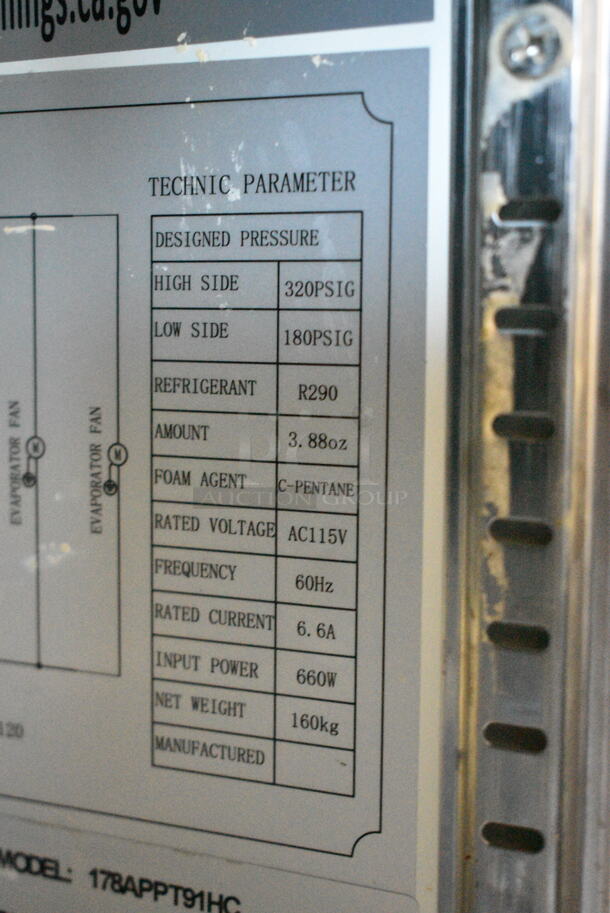 TECHNIC PARAMETER
DESIGNED PRESSURE
HIGH SIDE 320PSIG
LOW SIDE 180PSIG
REFRIGERANT R290
AMOUNT 3.88oz
FOAM AGENT C-PENTANE
RATED VOLTAGE AC115V
FREQUENCY 60Hz
RATED CURRENT 6.6A
INPUT POWER 660W
NET WEIGHT 160kg
MANUFACTURED
EVAPORATOR FAN
M
EVAPORATOR FAN
M
AUCTION GROUP
120
MODEL: 178APPT91HC